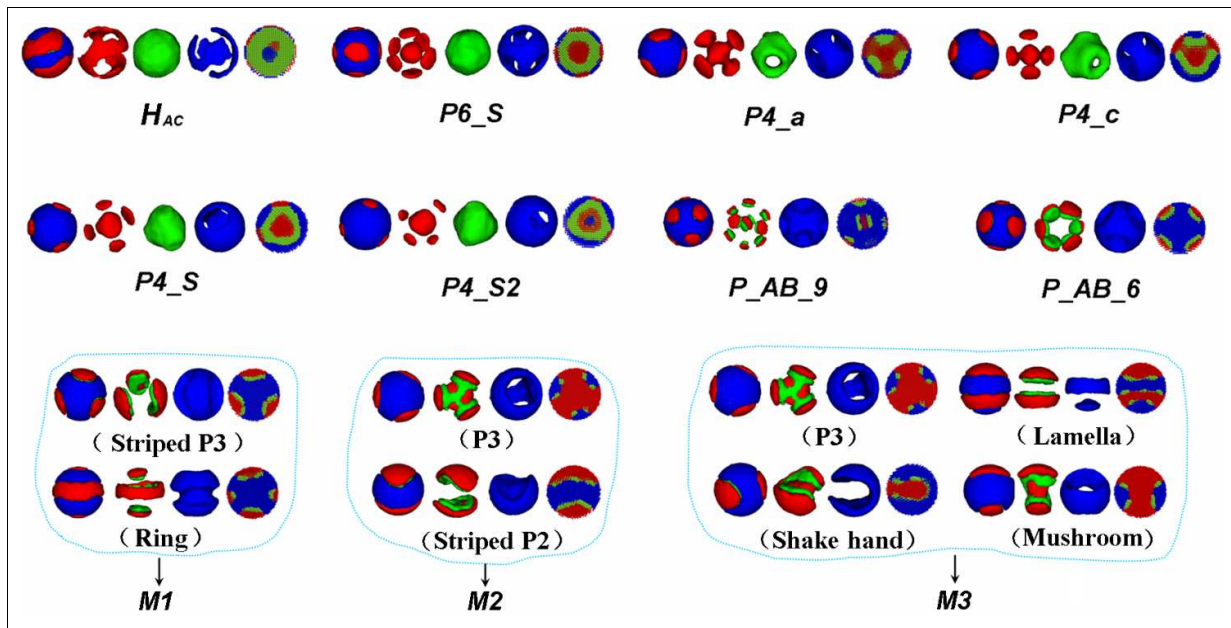 HAC P6_S P4_a P4_c
P4_S P4_S2 P_AB_9 P_AB_6
(Striped P3) (P3) (P3) (Lamella)
(Ring) (Striped P2) (Shake hand) (Mushroom)
M1 M2 M3